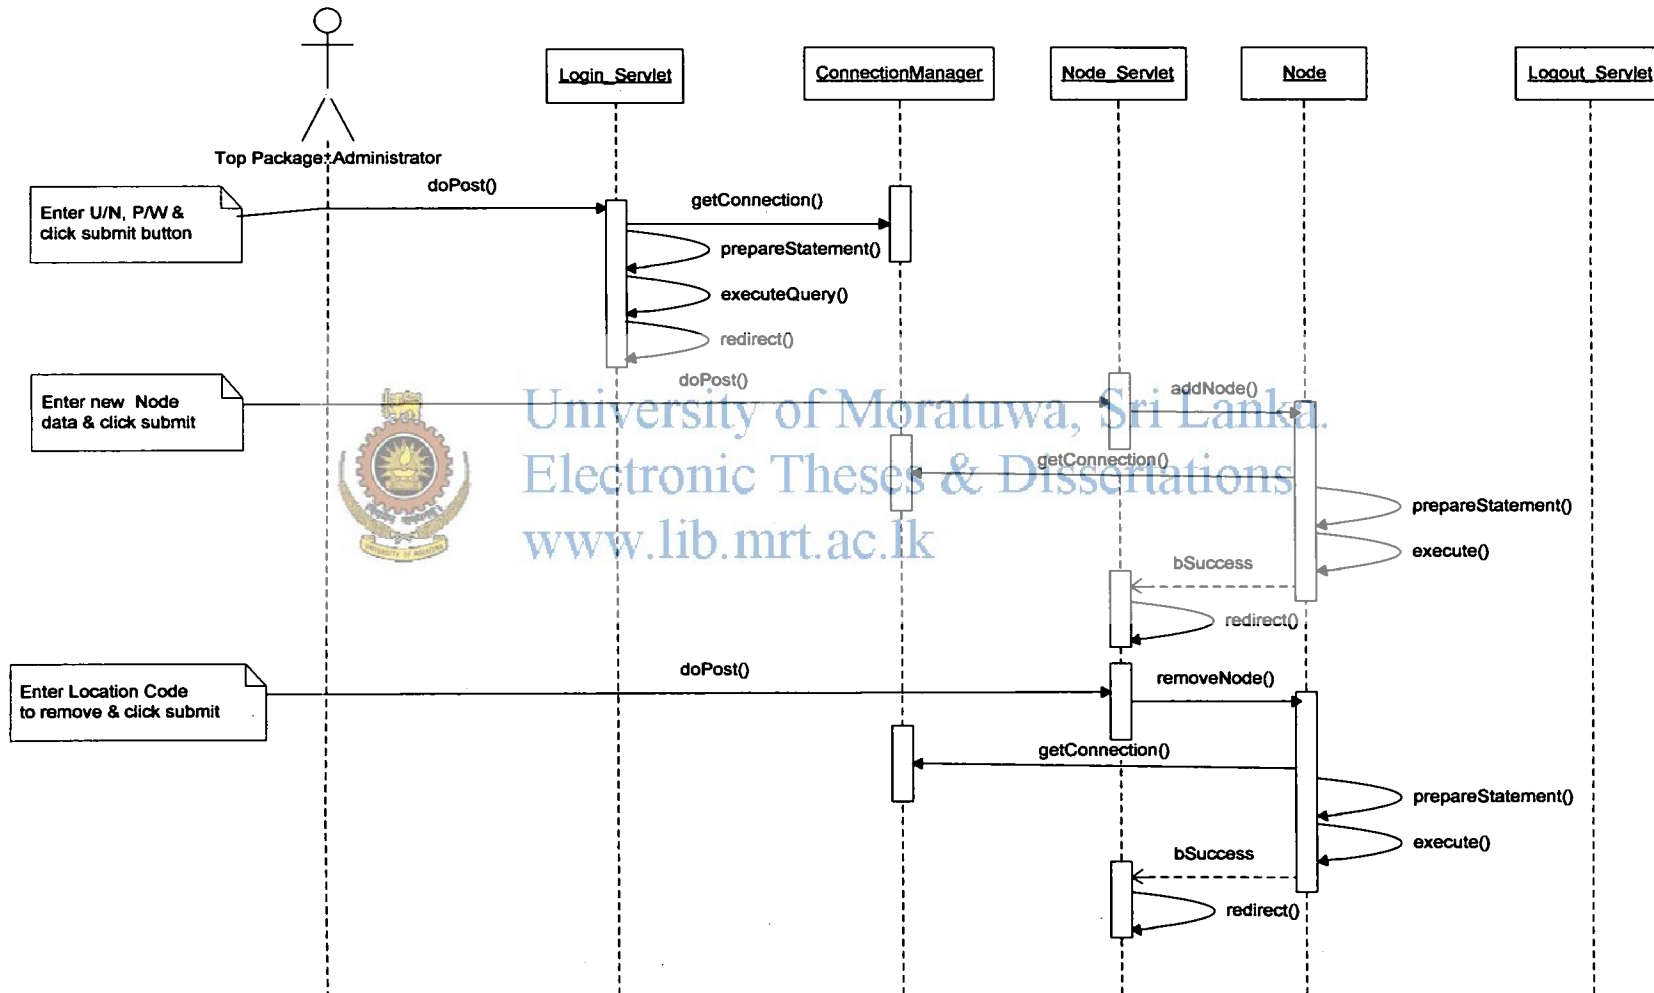 Login_Servlet
ConnectionManager
Node_Servlet
Node
Logout_Servlet
Top Package::Administrator
Enter U/N, P/W &
click submit button
doPost()
getConnection()
prepareStatement()
executeQuery()
redirect()
Enter new Node
data & click submit
doPost()
addNode()
University of Moratuwa, Sri Lanka.
Electronic Theses & Dissertations
www.lib.mrt.ac.lk
UNIVERSITY OF MORATUWA
getConnection()
prepareStatement()
execute()
bSuccess
redirect()
Enter Location Code
to remove & click submit
doPost()
removeNode()
getConnection()
prepareStatement()
execute()
bSuccess
redirect()